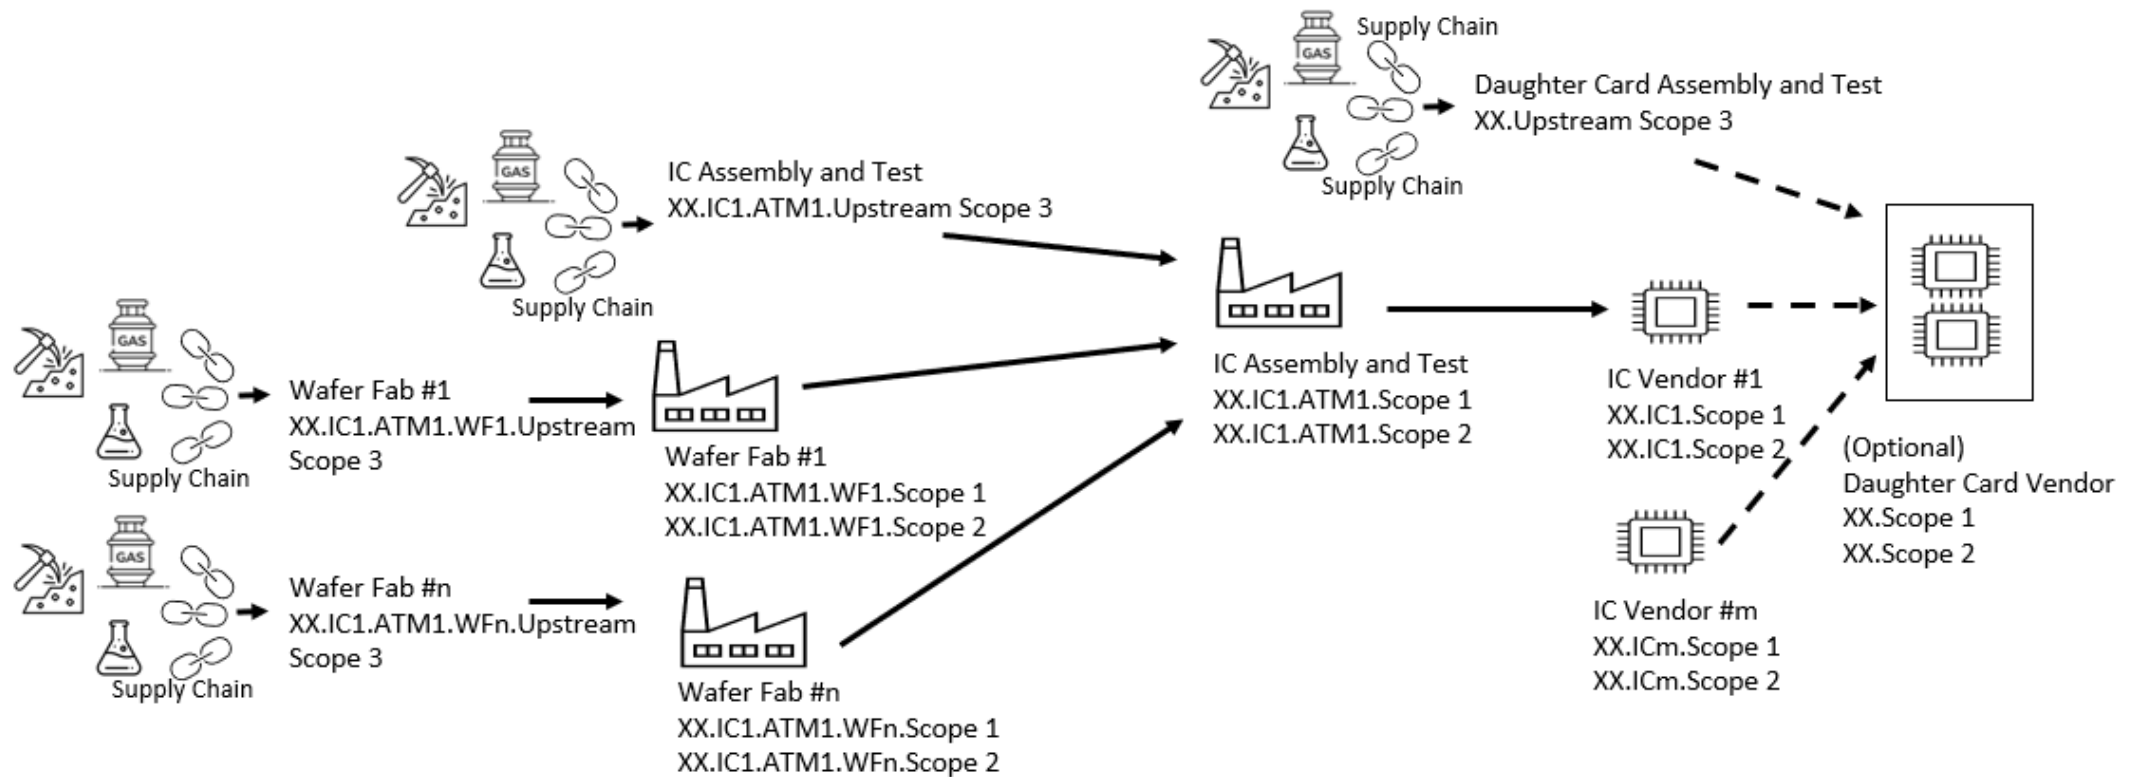 Supply Chain
GAS
Daughter Card Assembly and Test
XX.Upstream Scope 3
Supply Chain
GAS
IC Assembly and Test
XX.IC1.ATM1.Upstream Scope 3
Supply Chain
GAS
Wafer Fab #1
XX.IC1.ATM1.WF1.Upstream
Scope 3
Supply Chain
Wafer Fab #1
XX.IC1.ATM1.WF1.Scope 1
XX.IC1.ATM1.WF1.Scope 2
GAS
Wafer Fab #n
XX.IC1.ATM1.WFn.Upstream
Scope 3
Supply Chain
Wafer Fab #n
XX.IC1.ATM1.WFn.Scope 1
XX.IC1.ATM1.WFn.Scope 2
IC Assembly and Test
XX.IC1.ATM1.Scope 1
XX.IC1.ATM1.Scope 2
IC Vendor #1
XX.IC1.Scope 1
XX.IC1.Scope 2
IC Vendor #m
XX.ICm.Scope 1
XX.ICm.Scope 2
(Optional)
Daughter Card Vendor
XX.Scope 1
XX.Scope 2